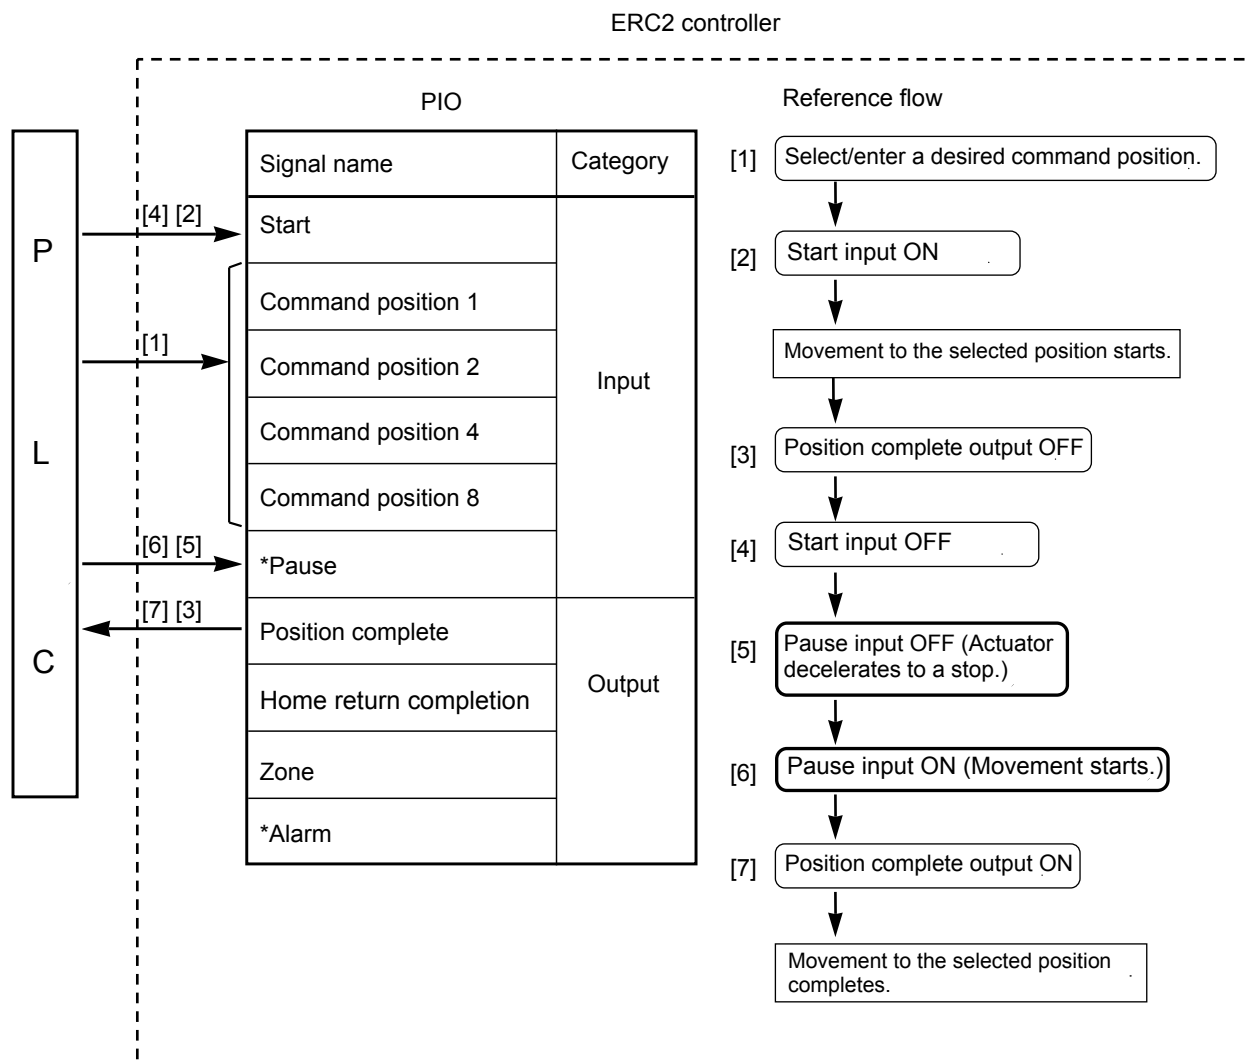 ERC2 controller
PIO
Reference flow
P
L
C
Signal name
Category
[4] [2]
Start
Command position 1
[1]
Command position 2
Input
Command position 4
Command position 8
[6] [5]
*Pause
[7] [3]
Position complete
Home return completion
Output
Zone
*Alarm
[1]
Select/enter a desired command position.
[2]
Start input ON
Movement to the selected position starts.
[3]
Position complete output OFF
[4]
Start input OFF
[5]
Pause input OFF (Actuator
decelerates to a stop.)
[6]
Pause input ON (Movement starts.)
[7]
Position complete output ON
Movement to the selected position
completes.